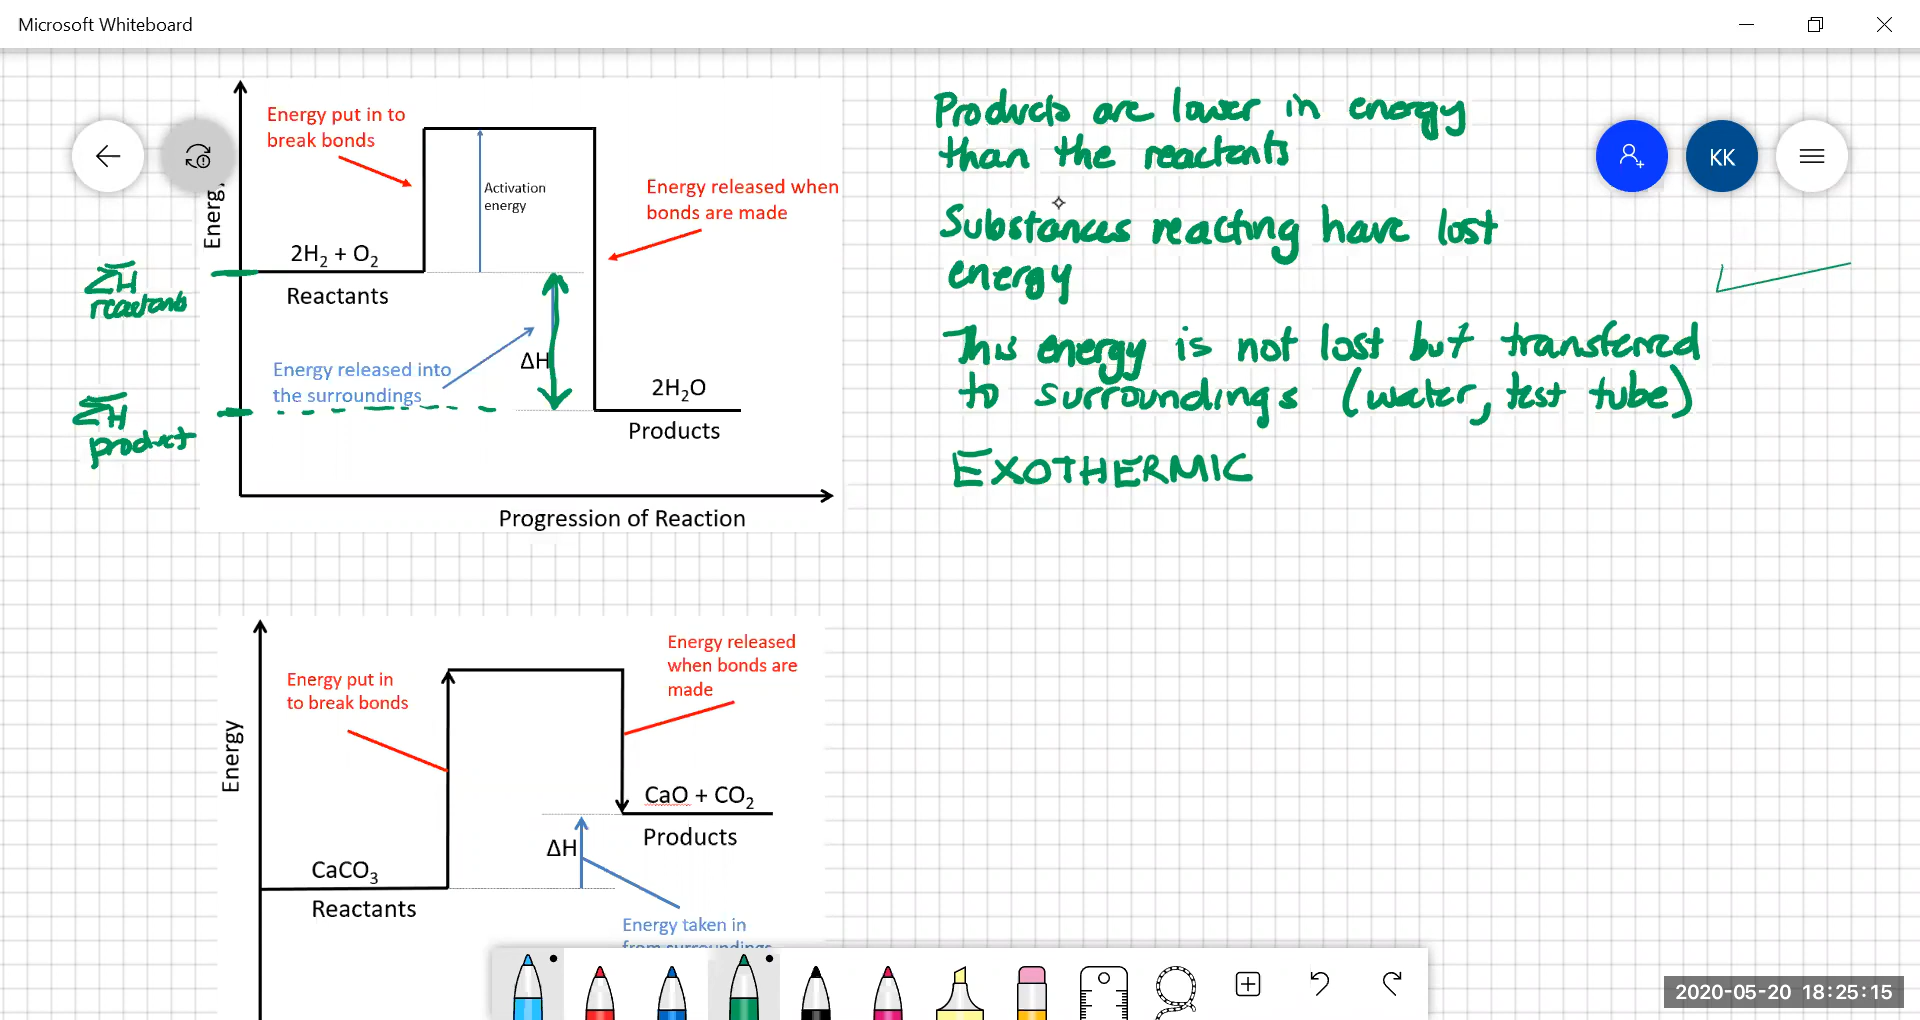 Microsoft Whiteboard
Energy put in to
break bonds
Activation
energy
Energy released when
bonds are made
Energy
2H₂ + O₂
Reactants
ΣH
reactants
Energy released into
the surroundings
ΔH
2H₂O
Products
ΣH
product
Progression of Reaction
Products are lower in energy
than the reactants
Substances reacting have lost
energy
This energy is not lost but transferred
to surroundings (water, test tube)
EXOTHERMIC
KK
Energy put in
to break bonds
Energy released
when bonds are
made
Energy
CaO + CO₂
Products
ΔH
CaCO₃
Reactants
Energy taken in
from surroundings
2020-05-20 18:25:15